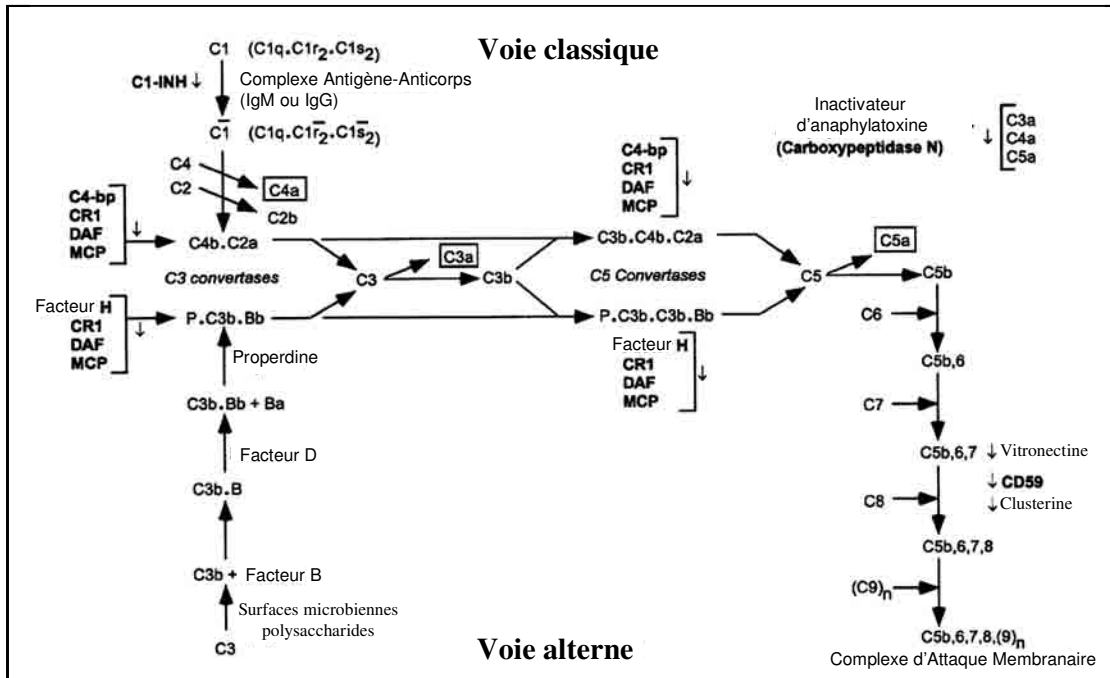 Voie classique
C1 (C1q.C1r₂.C1s₂)
C1-INH ↓
Complexe Antigène-Anticorps
(IgM ou IgG)
C1̄ (C1q.C1r̄₂.C1s̄₂)
Inactivateur
d'anaphylatoxine
(Carboxypeptidase N)
↓
C3a
C4a
C5a
C4
C2
C4a
C2b
C4-bp
CR1
DAF
MCP
↓
C4b.C2a
C3 convertases
C4-bp
CR1
DAF
MCP
↓
C3b.C4b.C2a
C5 Convertases
C3
C3a
C3b
C5
C5a
C5b
Facteur H
CR1
DAF
MCP
↓
P.C3b.Bb
P.C3b.C3b.Bb
Facteur H
CR1
DAF
MCP
↓
Properdine
C3b.Bb + Ba
Facteur D
C3b.B
C3b + Facteur B
Surfaces microbiennes
polysaccharides
C3
Voie alterne
C6
C5b,6
C7
C5b,6,7
↓ Vitronectine
↓ CD59
↓ Clusterine
C8
C5b,6,7,8
(C9)n
C5b,6,7,8,(9)n
Complexe d'Attaque Membranaire